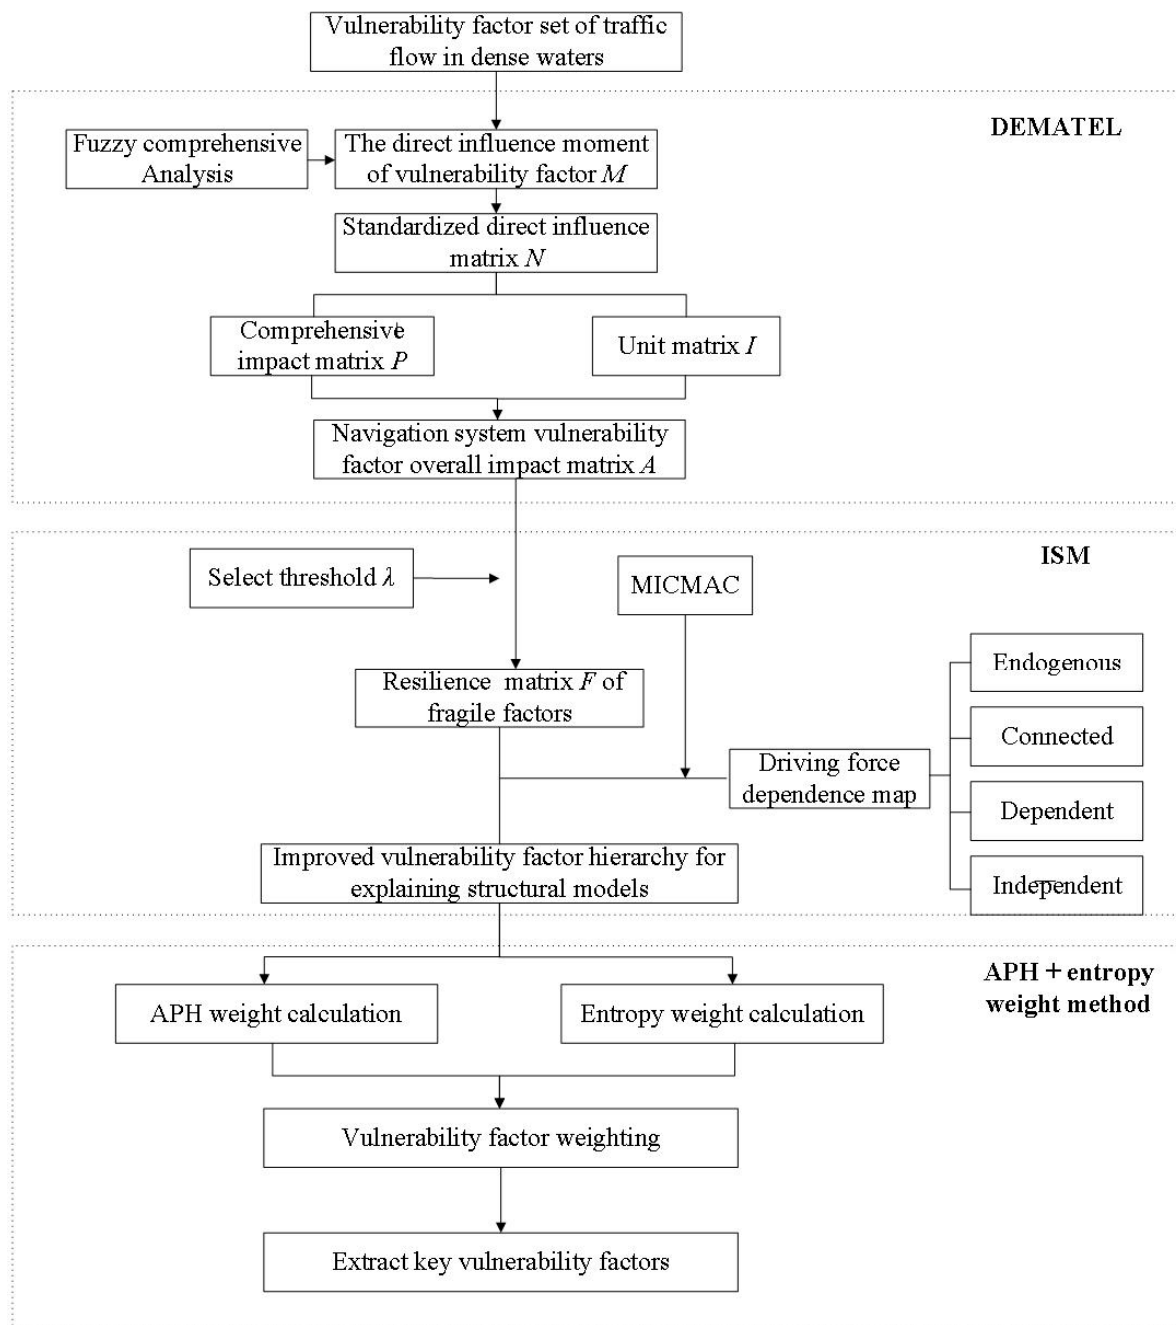 Vulnerability factor set of traffic
flow in dense waters
DEMATEL
Fuzzy comprehensive
Analysis
The direct influence moment
of vulnerability factor M
Standardized direct influence
matrix N
Comprehensive
impact matrix P
Unit matrix I
Navigation system vulnerability
factor overall impact matrix A
ISM
Select threshold λ
MICMAC
Resilience matrix F of
fragile factors
Driving force
dependence map
Endogenous
Connected
Dependent
Independent
Improved vulnerability factor hierarchy for
explaining structural models
APH + entropy
weight method
APH weight calculation
Entropy weight calculation
Vulnerability factor weighting
Extract key vulnerability factors